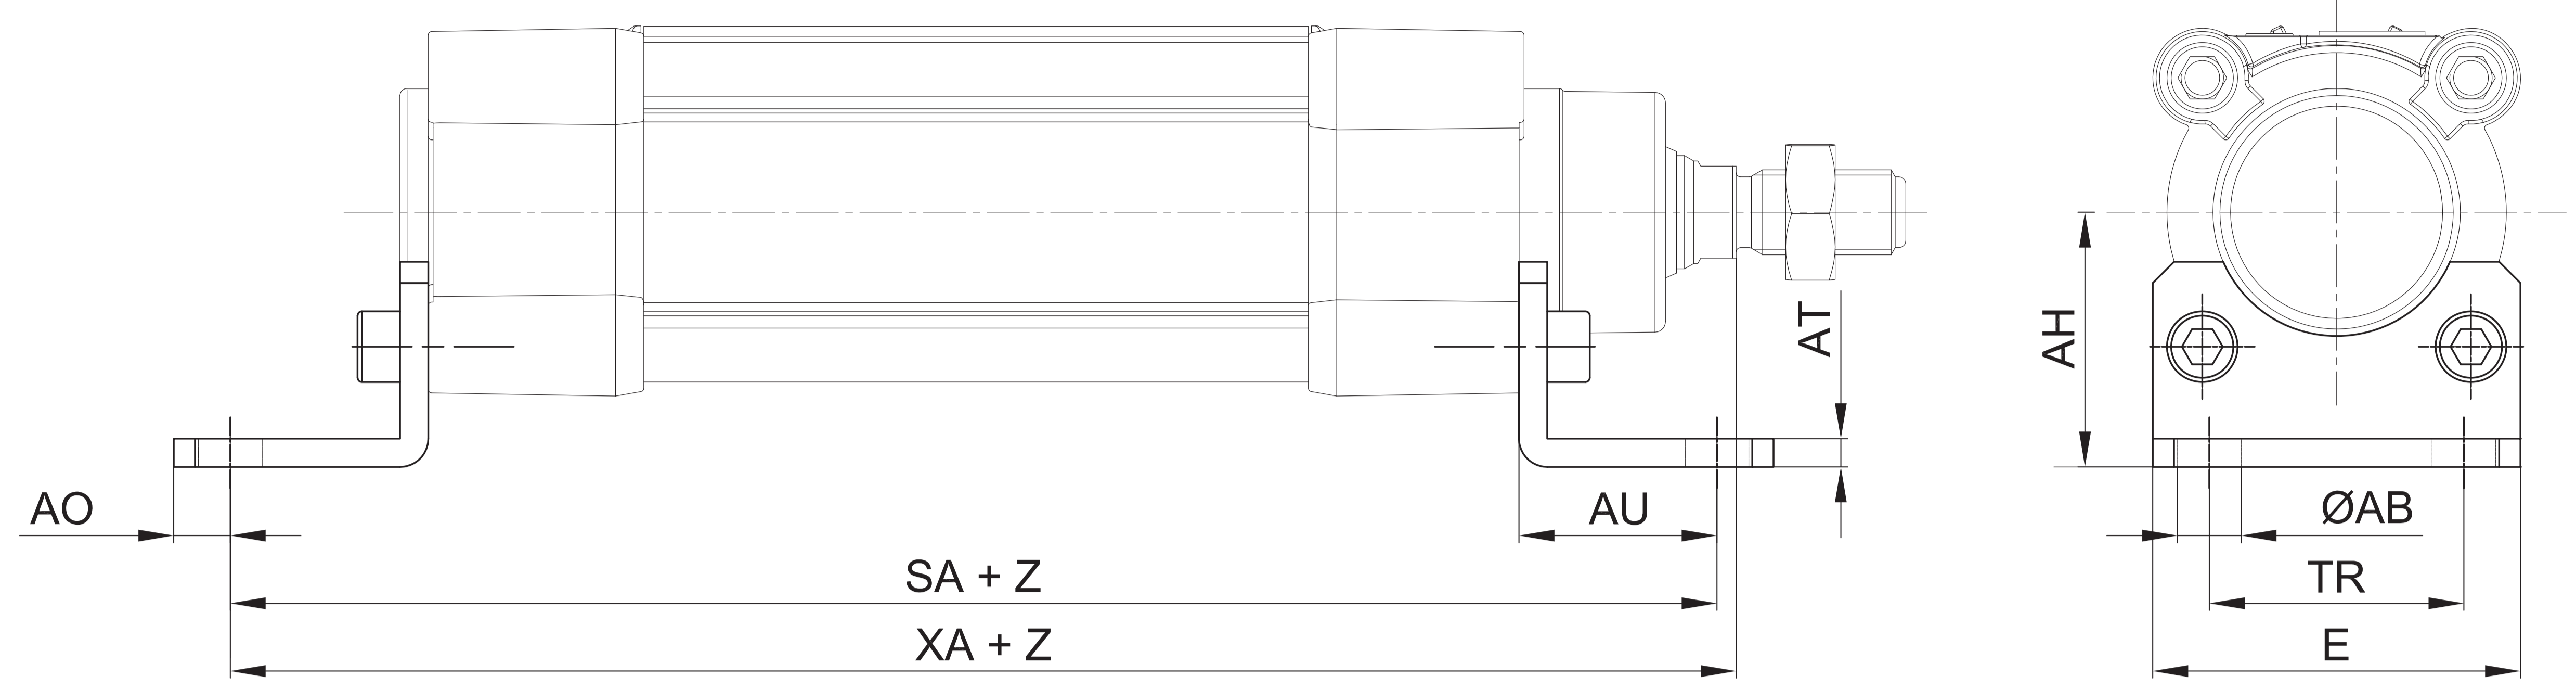 AT
AH
AO
AU
ØAB
SA + Z
TR
XA + Z
E